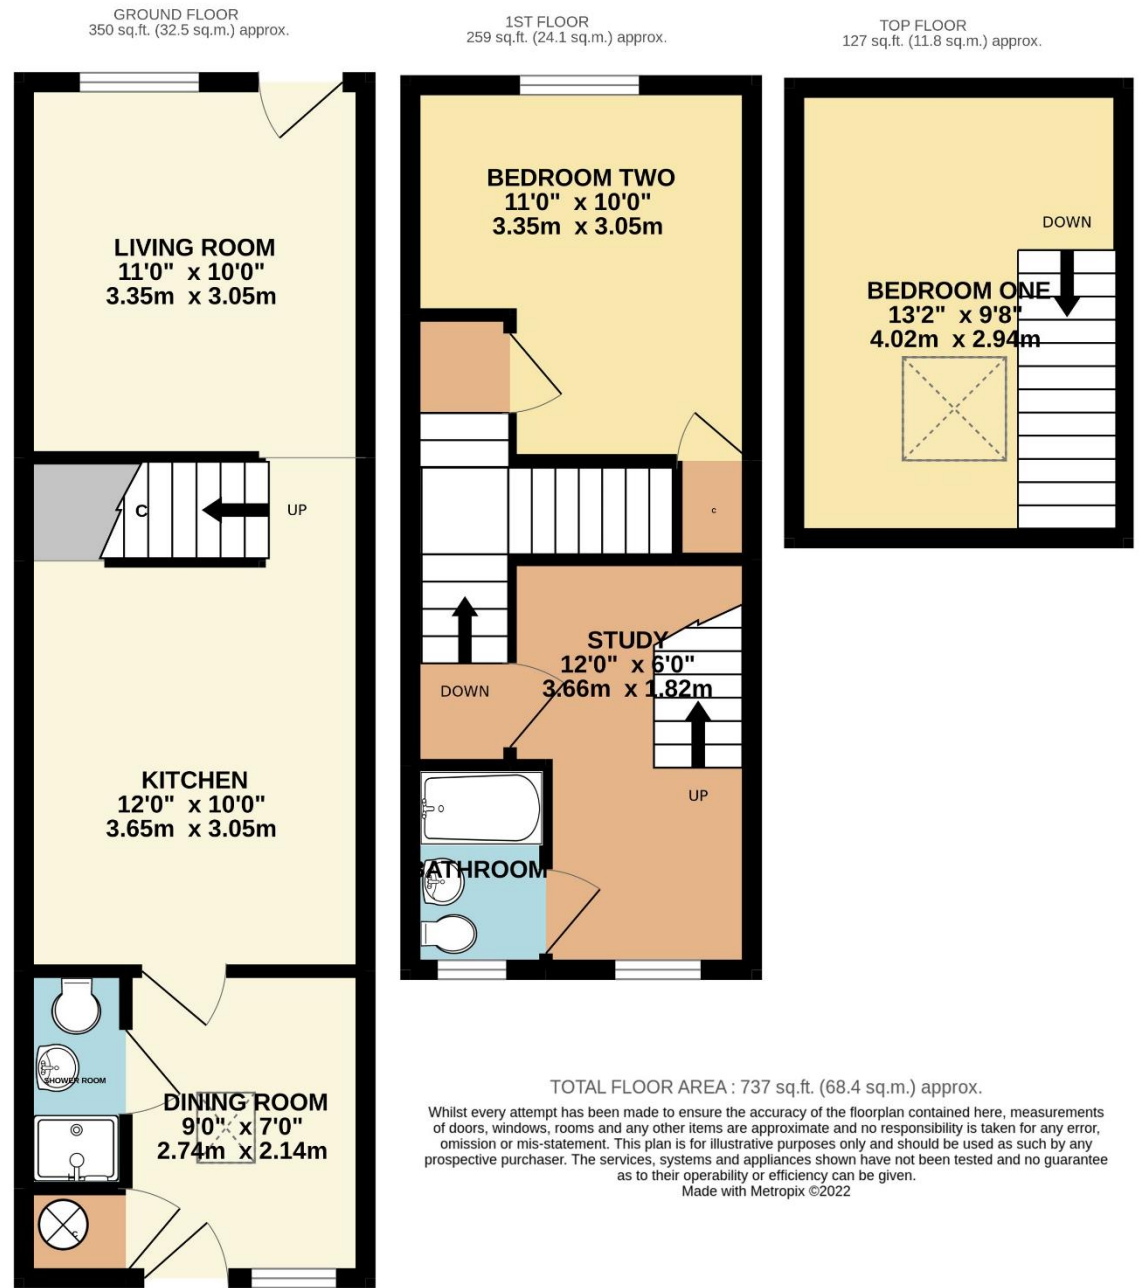 GROUND FLOOR
350 sq.ft. (32.5 sq.m.) approx.
LIVING ROOM
11'0" x 10'0"
3.35m x 3.05m
C
UP
KITCHEN
12'0" x 10'0"
3.65m x 3.05m
SHOWER ROOM
DINING ROOM
9'0" x 7'0"
2.74m x 2.14m
C
1ST FLOOR
259 sq.ft. (24.1 sq.m.) approx.
BEDROOM TWO
11'0" x 10'0"
3.35m x 3.05m
C
STUDY
12'0" x 6'0"
3.66m x 1.82m
DOWN
UP
BATHROOM
TOP FLOOR
127 sq.ft. (11.8 sq.m.) approx.
DOWN
BEDROOM ONE
13'2" x 9'8"
4.02m x 2.94m
TOTAL FLOOR AREA : 737 sq.ft. (68.4 sq.m.) approx.
Whilst every attempt has been made to ensure the accuracy of the floorplan contained here, measurements
of doors, windows, rooms and any other items are approximate and no responsibility is taken for any error,
omission or mis-statement. This plan is for illustrative purposes only and should be used as such by any
prospective purchaser. The services, systems and appliances shown have not been tested and no guarantee
as to their operability or efficiency can be given.
Made with Metropix ©2022